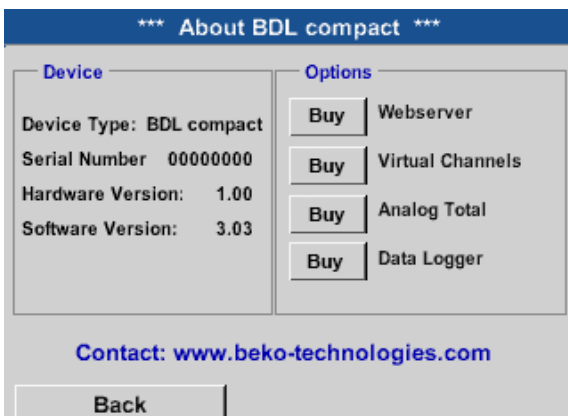 *** About BDL compact ***
Device
Device Type: BDL compact
Serial Number 00000000
Hardware Version: 1.00
Software Version: 3.03
Options
Buy Webserver
Buy Virtual Channels
Buy Analog Total
Buy Data Logger
Contact: www.beko-technologies.com
Back